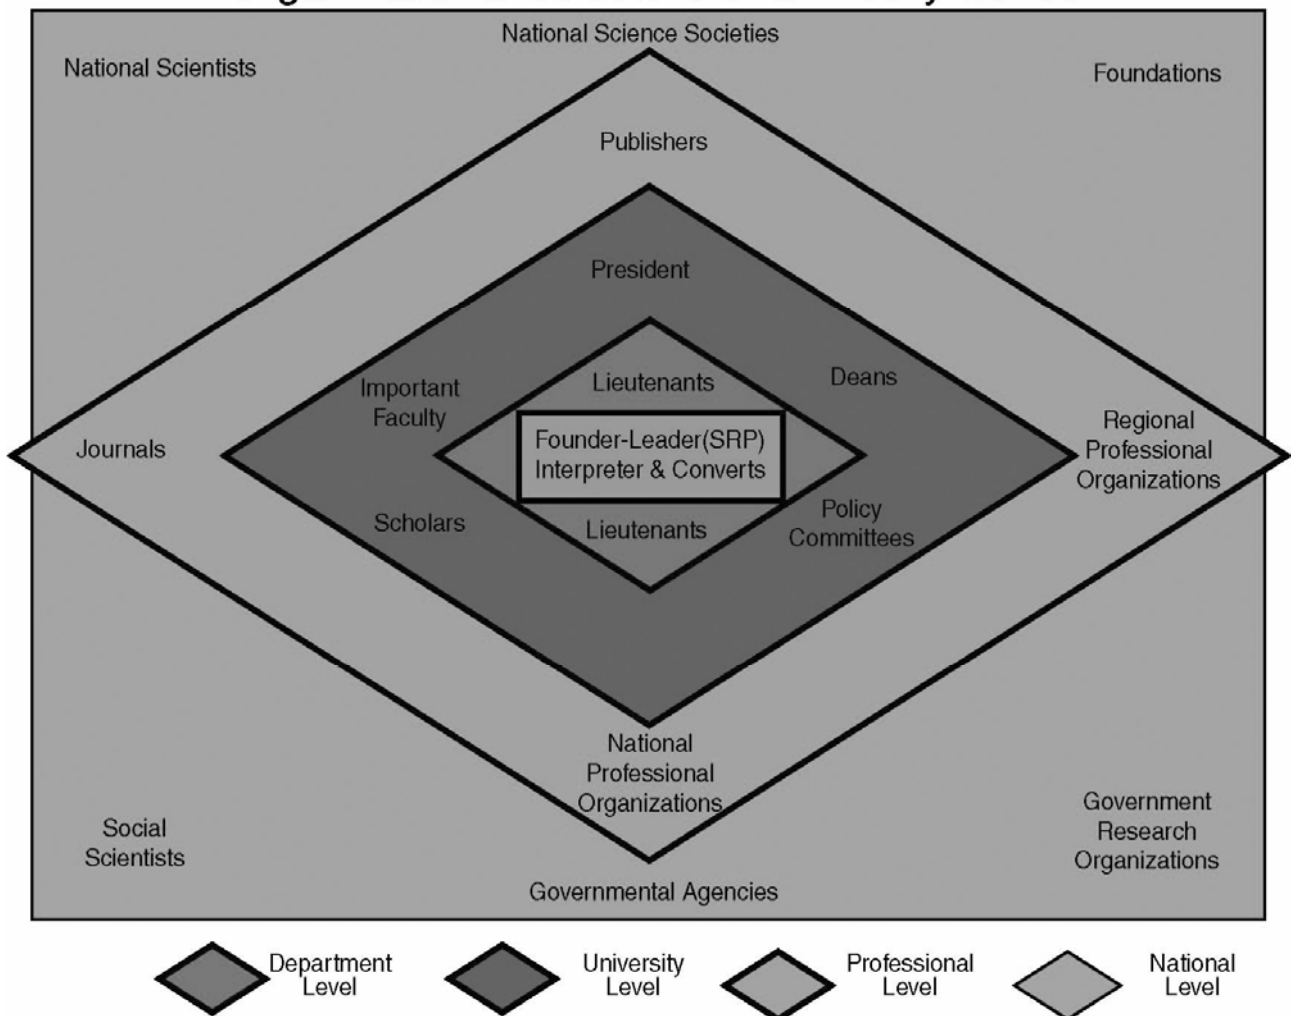 National Science Societies
National Scientists
Foundations
Publishers
President
Important
Faculty
Lieutenants
Deans
Journals
Founder-Leader(SRP)
Interpreter & Converts
Regional
Professional
Organizations
Scholars
Lieutenants
Policy
Committees
National
Professional
Organizations
Social
Scientists
Government
Research
Organizations
Governmental Agencies
Department
Level
University
Level
Professional
Level
National
Level